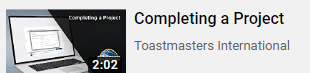 Completing a Project
2:02
Completing a Project
Toastmasters International